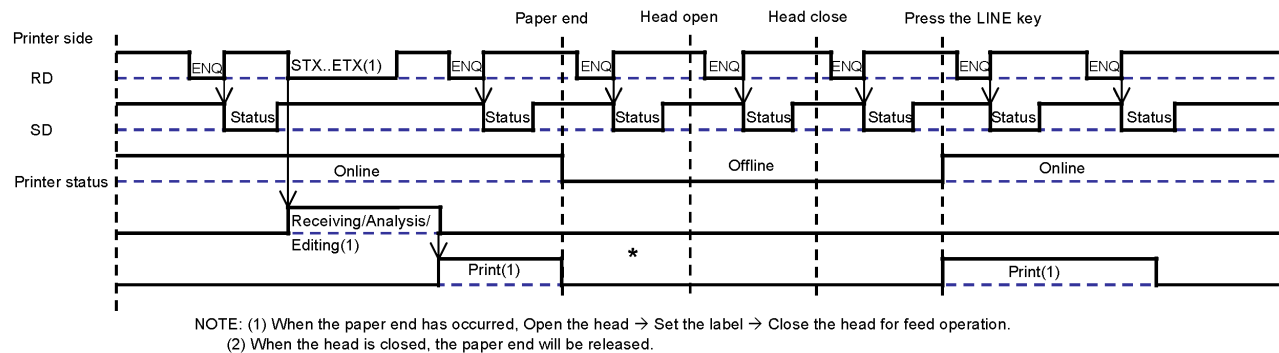 Paper end Head open Head close Press the LINE key
Printer side
ENQ STX..ETX(1) ENQ ENQ ENQ ENQ ENQ ENQ
RD
Status Status Status Status Status Status Status
SD
Online Offline Online
Printer status
Receiving/Analysis/
Editing(1)
*
Print(1) Print(1)
NOTE: (1) When the paper end has occurred, Open the head → Set the label → Close the head for feed operation.
(2) When the head is closed, the paper end will be released.